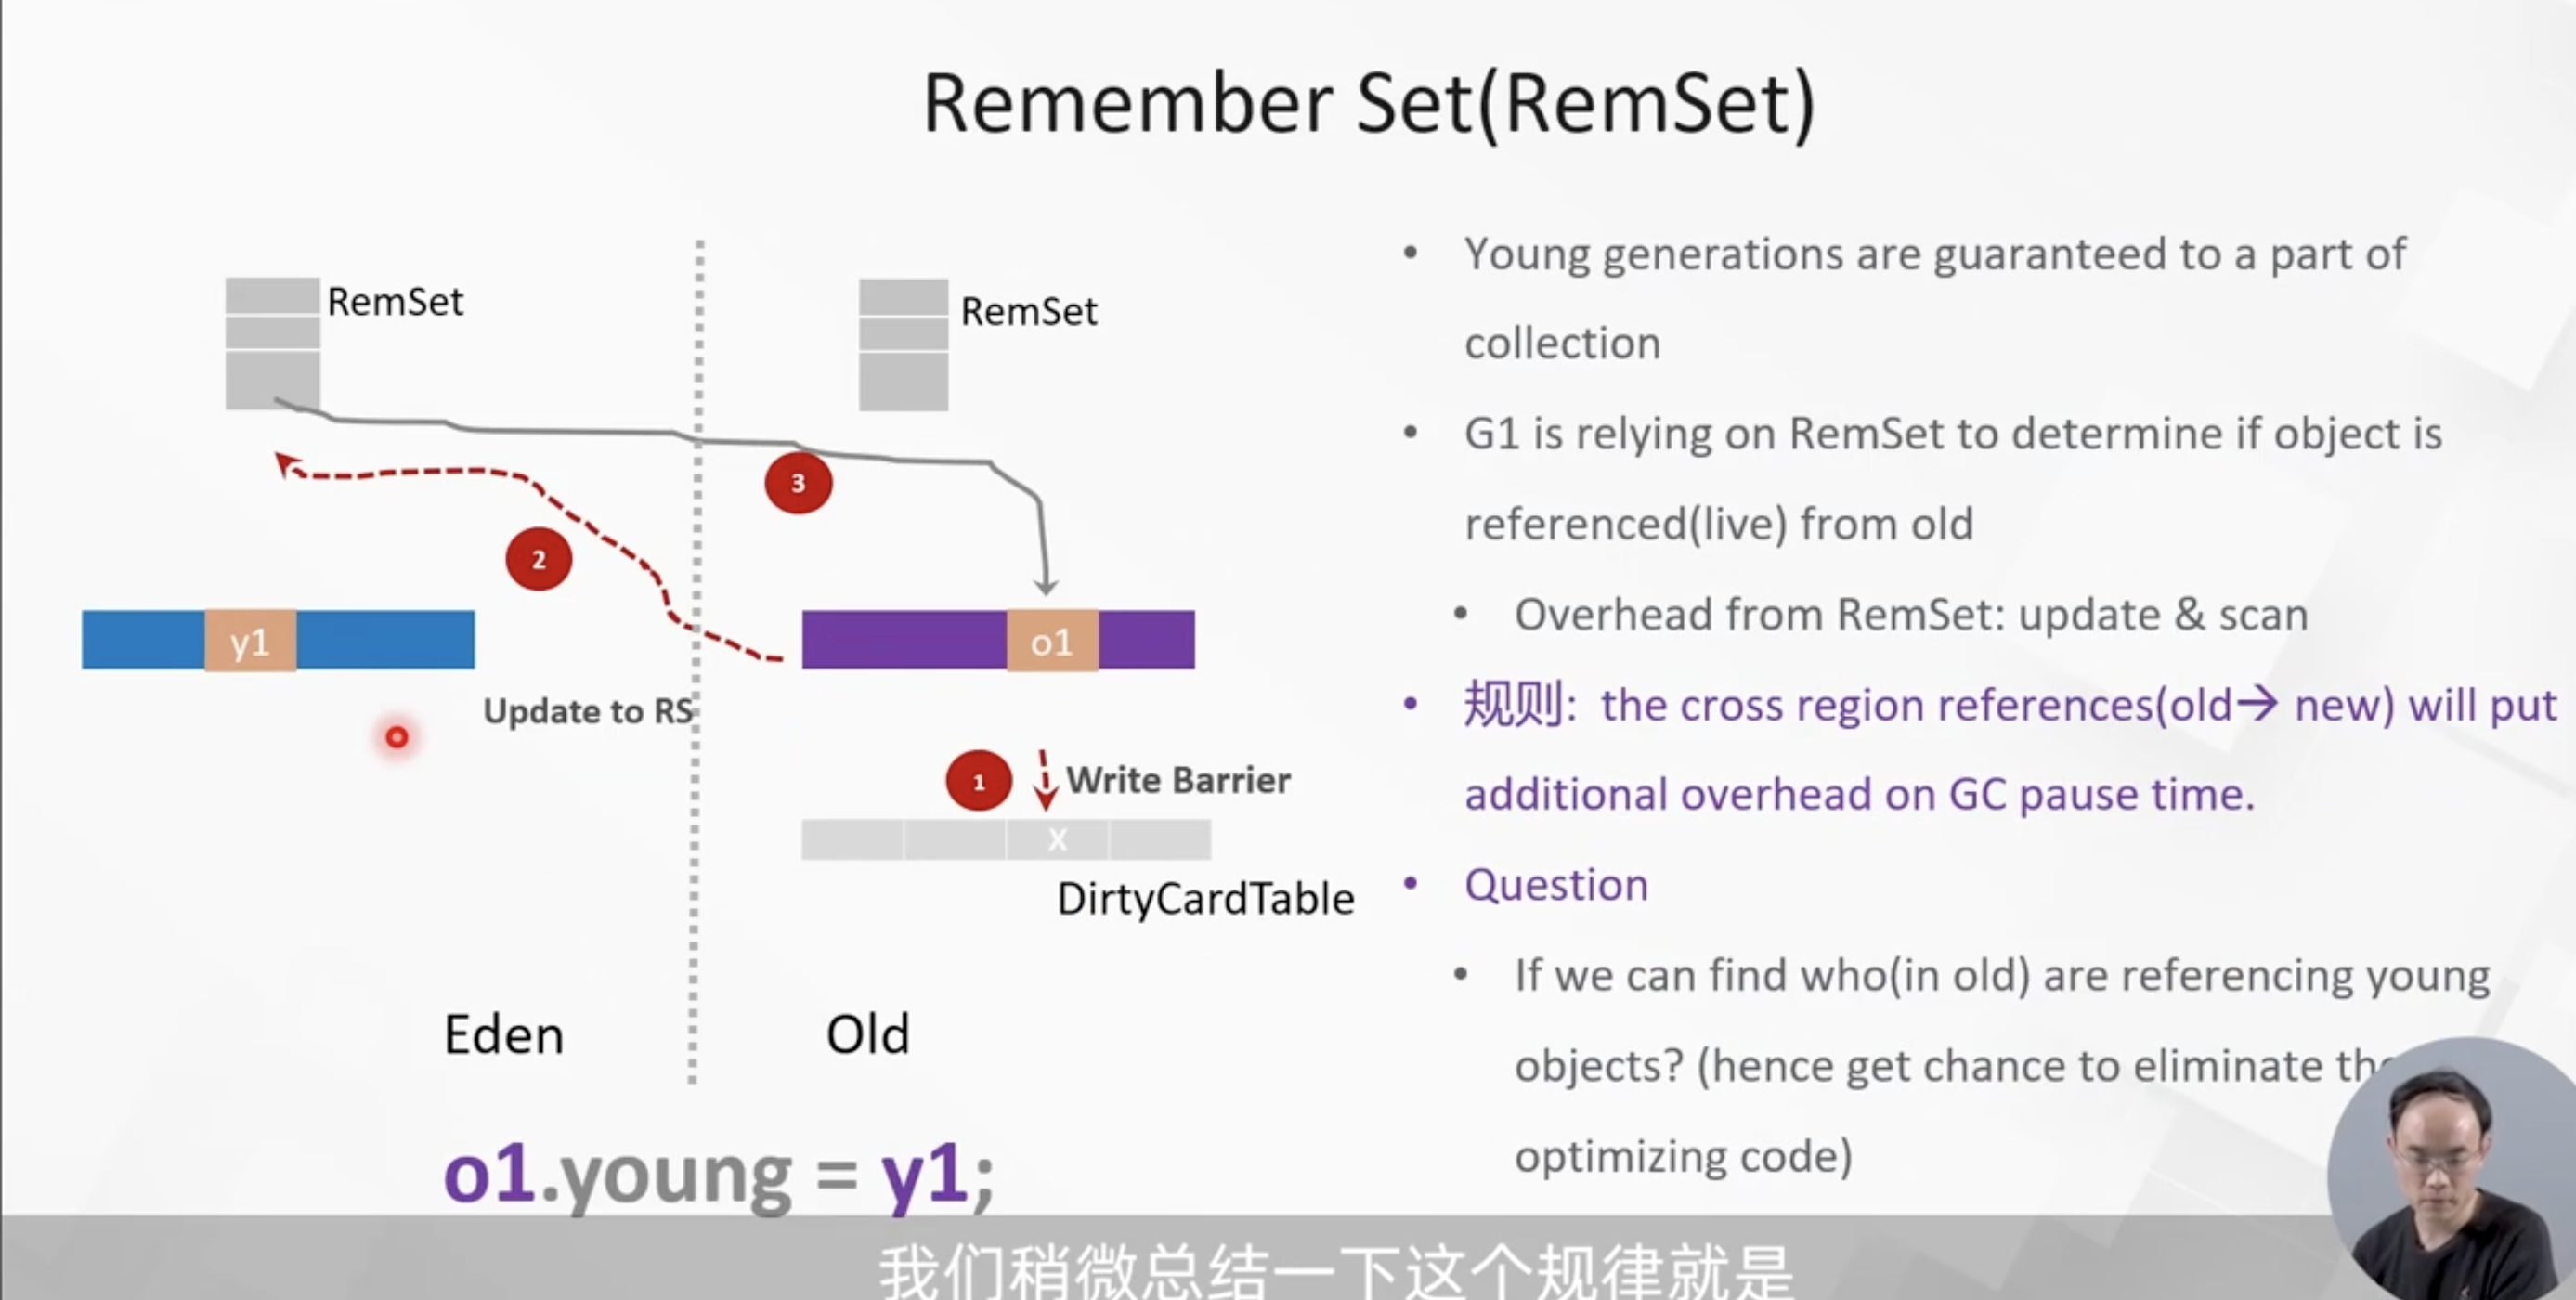 Remember Set(RemSet)
RemSet
RemSet
3
2
y1
o1
Update to RS
1
Write Barrier
X
DirtyCardTable
Eden
Old
o1.young = y1;
• Young generations are guaranteed to a part of
collection
• G1 is relying on RemSet to determine if object is
referenced(live) from old
• Overhead from RemSet: update & scan
• 规则: the cross region references(old→ new) will put
additional overhead on GC pause time.
• Question
• If we can find who(in old) are referencing young
objects? (hence get chance to eliminate
optimizing code)
我们稍微总结一下这个规律就是